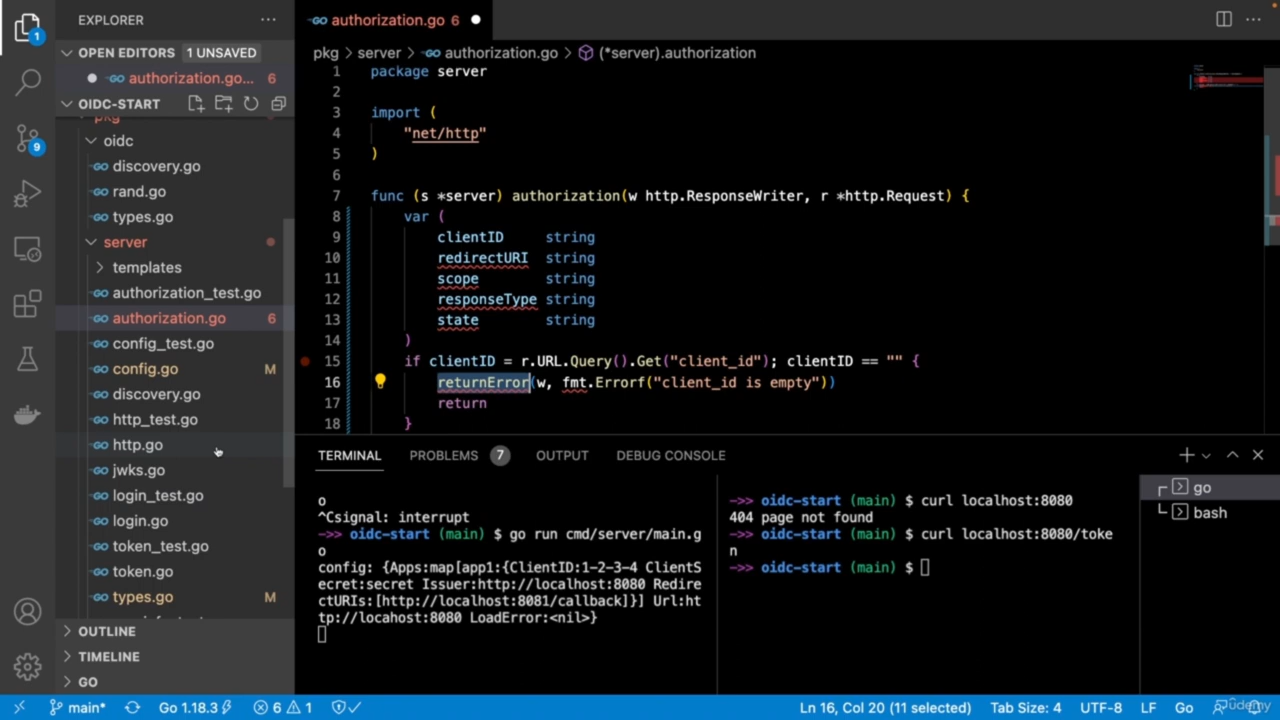 EXPLORER
OPEN EDITORS 1 UNSAVED
authorization.go... 6
OIDC-START
pkg
oidc
discovery.go
rand.go
types.go
server
templates
authorization_test.go
authorization.go 6
config_test.go
config.go M
discovery.go
http_test.go
http.go
jwks.go
login_test.go
login.go
token_test.go
token.go
types.go M
OUTLINE
TIMELINE
GO
1
9
authorization.go 6
pkg > server > authorization.go > (*server).authorization
1 package server
2
3 import (
4 "net/http"
5 )
6
7 func (s *server) authorization(w http.ResponseWriter, r *http.Request) {
8 var (
9 clientID string
10 redirectURI string
11 scope string
12 responseType string
13 state string
14 )
15 if clientID = r.URL.Query().Get("client_id"); clientID == "" {
16 returnError(w, fmt.Errorf("client_id is empty"))
17 return
18 }
TERMINAL PROBLEMS 7 OUTPUT DEBUG CONSOLE
o
^Csignal: interrupt
->> oidc-start (main) $ go run cmd/server/main.g
o
config: {Apps:map[app1:{ClientID:1-2-3-4 ClientS
ecret:secret Issuer:http://localhost:8080 Redire
ctURIs:[http://localhost:8081/callback]}] Url:ht
tp://locahost:8080 LoadError:<nil>}
->> oidc-start (main) $ curl localhost:8080
404 page not found
->> oidc-start (main) $ curl localhost:8080/toke
n
->> oidc-start (main) $
go
bash
main* Go 1.18.3 6 1
Ln 16, Col 20 (11 selected) Tab Size: 4 UTF-8 LF Go
Udemy